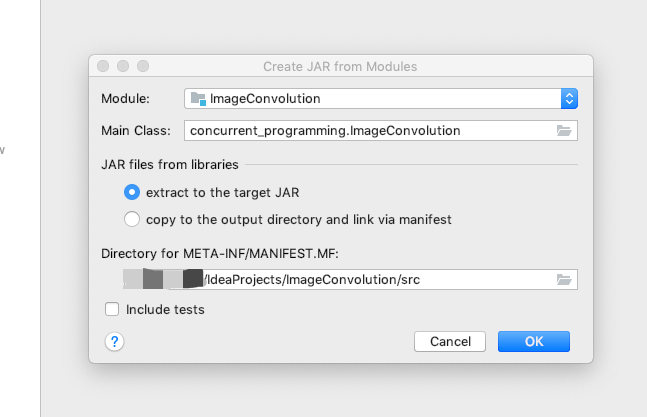 Create JAR from Modules
Module: ImageConvolution
Main Class: concurrent_programming.ImageConvolution
JAR files from libraries
extract to the target JAR
copy to the output directory and link via manifest
Directory for META-INF/MANIFEST.MF:
/IdeaProjects/ImageConvolution/src
Include tests
? Cancel OK